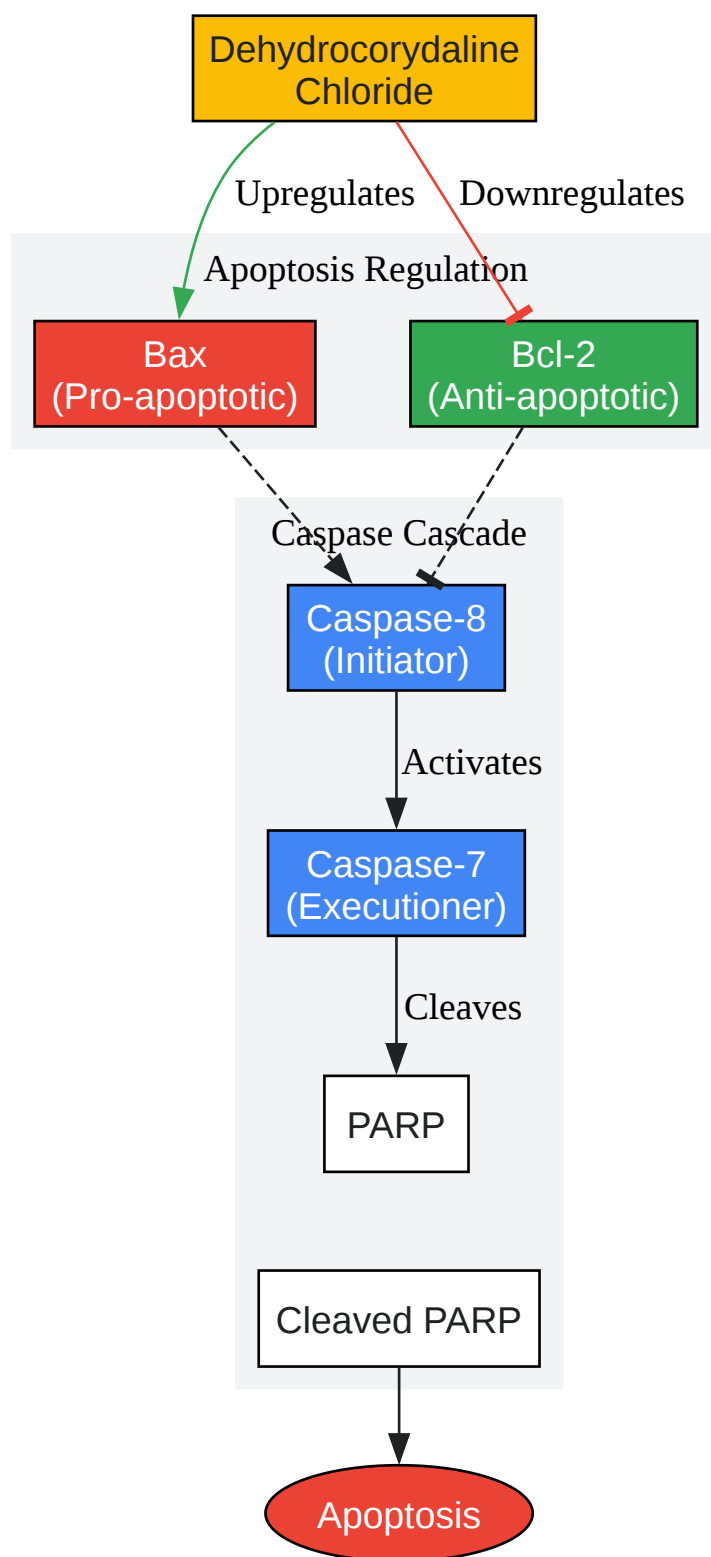 Dehydrocorydaline
Chloride
Upregulates
Downregulates
Apoptosis Regulation
Bax
(Pro-apoptotic)
Bcl-2
(Anti-apoptotic)
Caspase Cascade
Caspase-8
(Initiator)
Activates
Caspase-7
(Executioner)
Cleaves
PARP
Cleaved PARP
Apoptosis